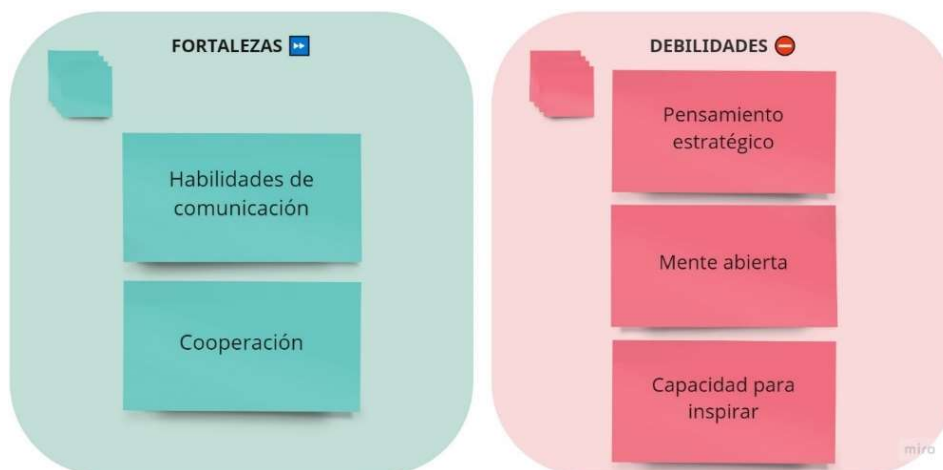 FORTALEZAS
Habilidades de
comunicación
Cooperación
DEBILIDADES
Pensamiento
estratégico
Mente abierta
Capacidad para
inspirar
miro